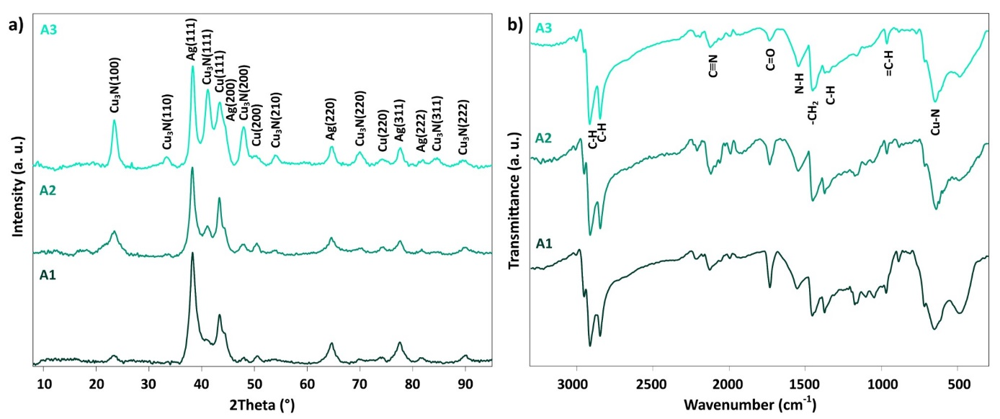 a)
A3
Cu₃N(100)
Cu₃N(110)
Ag(111)
Cu₃N(111)
Cu(111)
Ag(200)
Cu₃N(200)
Cu(200)
Cu₃N(210)
Ag(220)
Cu₃N(220)
Cu(220)
Ag(311)
Ag(222)
Cu₃N(311)
Cu₃N(222)
A2
A1
Intensity (a. u.)
10 20 30 40 50 60 70 80 90
2Theta (°)
b)
A3
C-H
C-H
C≡N
C=O
N-H
-CH₂
C-H
=C-H
Cu-N
A2
A1
Transmittance (a. u.)
3000 2500 2000 1500 1000 500
Wavenumber (cm⁻¹)